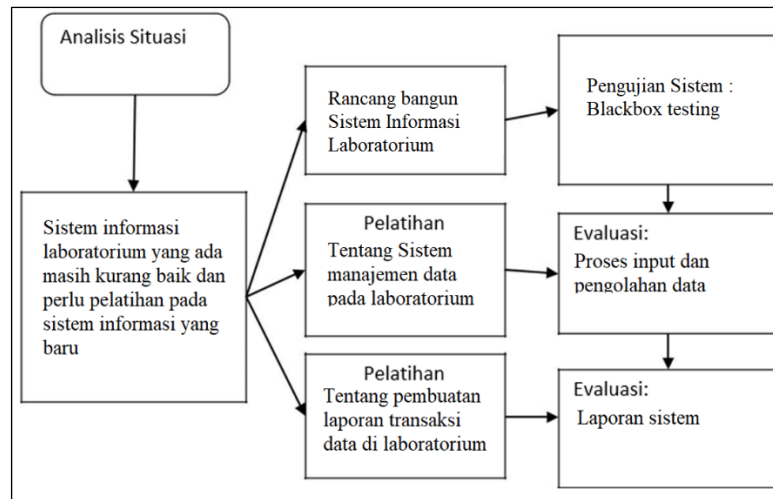 Analisis Situasi
Sistem informasi
laboratorium yang ada
masih kurang baik dan
perlu pelatihan pada
sistem informasi yang
baru
Rancang bangun
Sistem Informasi
Laboratorium
Pengujian Sistem :
Blackbox testing
Pelatihan
Tentang Sistem
manajemen data
pada laboratorium
Evaluasi:
Proses input dan
pengolahan data
Pelatihan
Tentang pembuatan
laporan transaksi
data di laboratorium
Evaluasi:
Laporan sistem